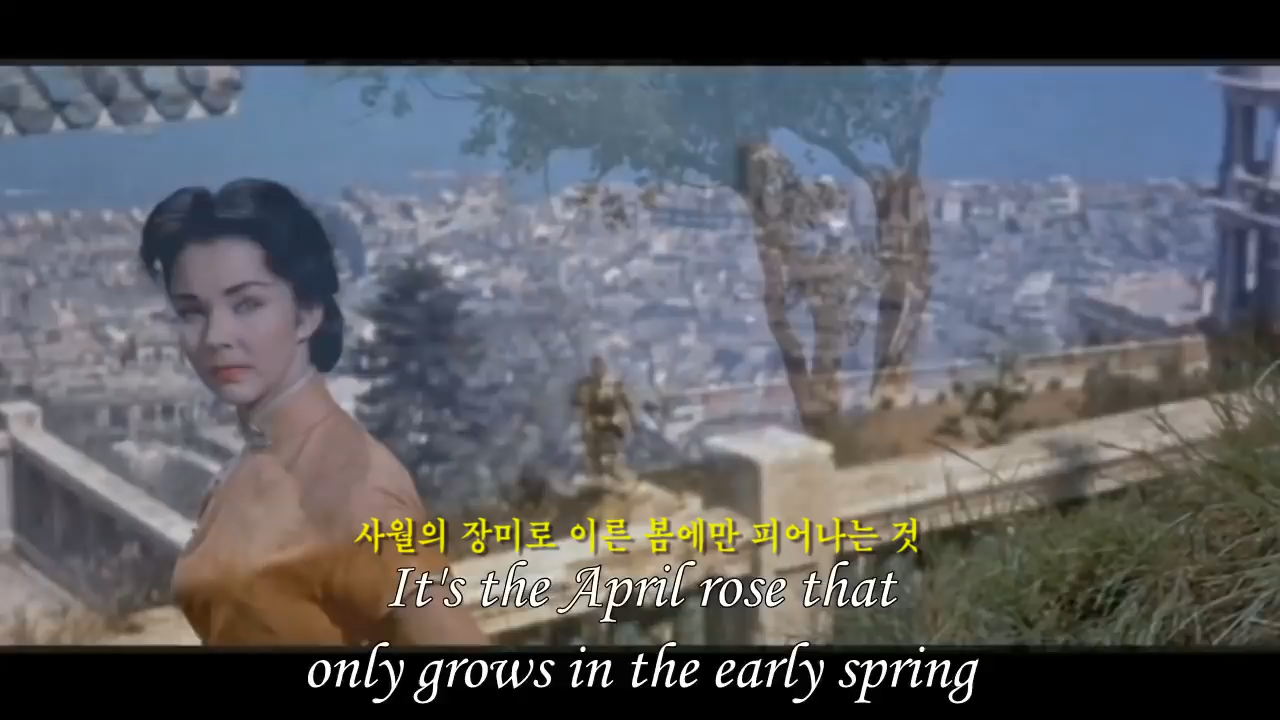 사월의 장미로 이른 봄에만 피어나는 것
It's the April rose that
only grows in the early spring